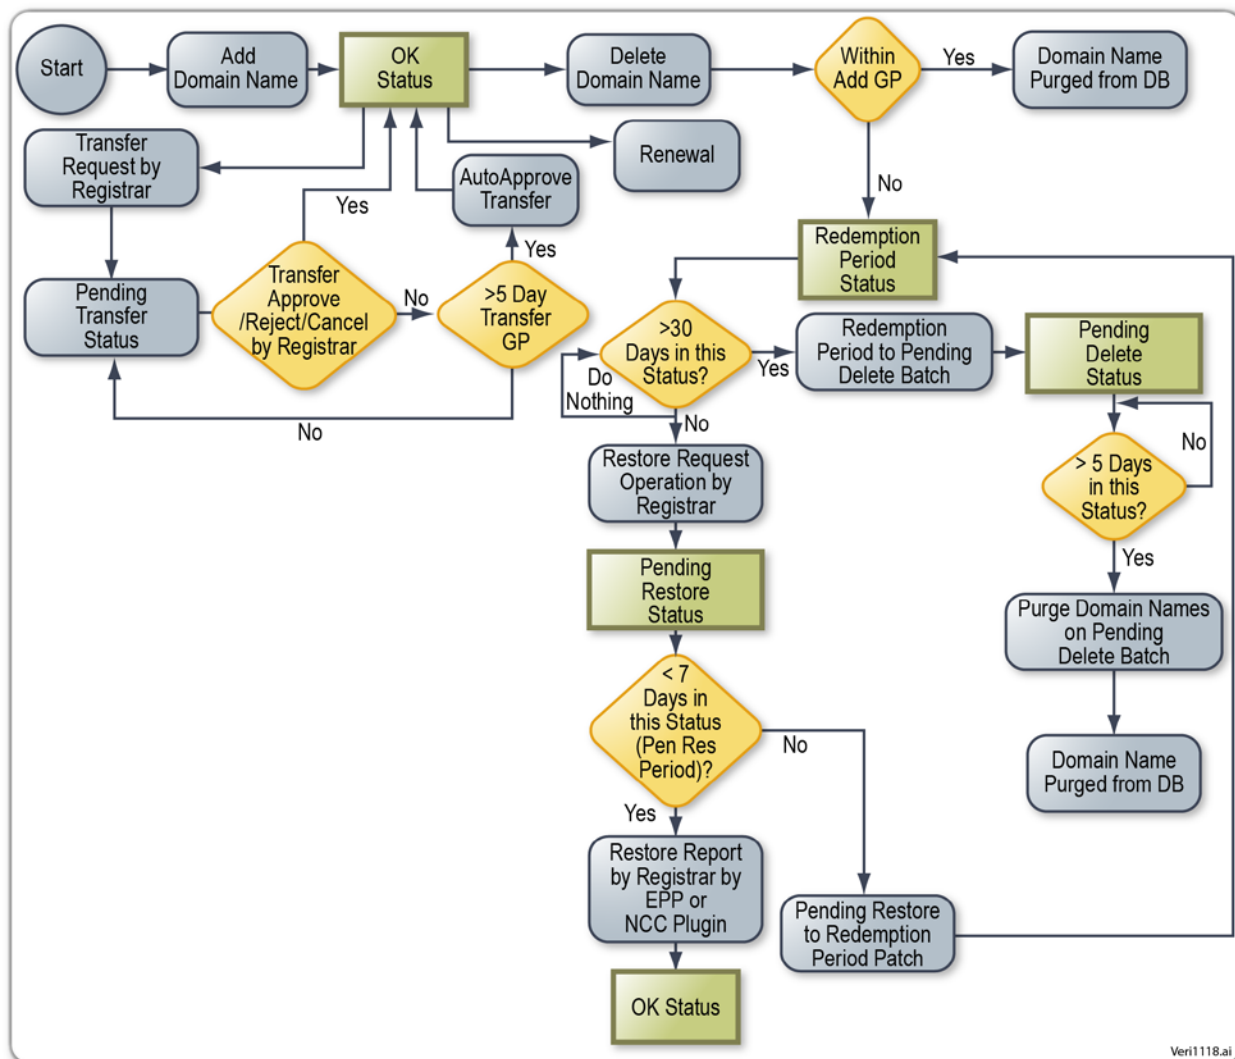 Start
Add
Domain Name
OK
Status
Delete
Domain Name
Within
Add GP
Yes
Domain Name
Purged from DB
Transfer
Request by
Registrar
Renewal
AutoApprove
Transfer
Yes
No
Yes
Redemption
Period
Status
Pending
Transfer
Status
Transfer
Approve
/Reject/Cancel
by Registrar
No
>5 Day
Transfer
GP
No
>30
Days in this
Status?
Do
Nothing
Yes
No
Redemption
Period to Pending
Delete Batch
Pending
Delete
Status
No
> 5 Days
in this
Status?
Yes
Restore Request
Operation by
Registrar
Pending
Restore
Status
Purge Domain Names
on Pending
Delete Batch
< 7
Days in
this Status
(Pen Res
Period)?
No
Yes
Domain Name
Purged from DB
Restore Report
by Registrar by
EPP or
NCC Plugin
Pending Restore
to Redemption
Period Patch
OK Status
Veri1118.ai